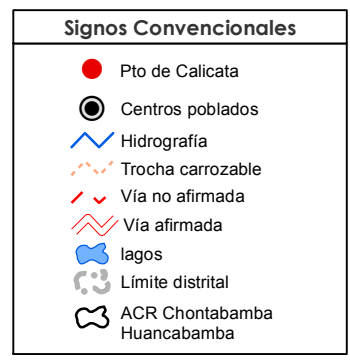 Signos Convencionales
Pto de Calicata
Centros poblados
Hidrografía
Trocha carrozable
Vía no afirmada
Vía afirmada
lagos
Límite distrital
ACR Chontabamba
Huancabamba